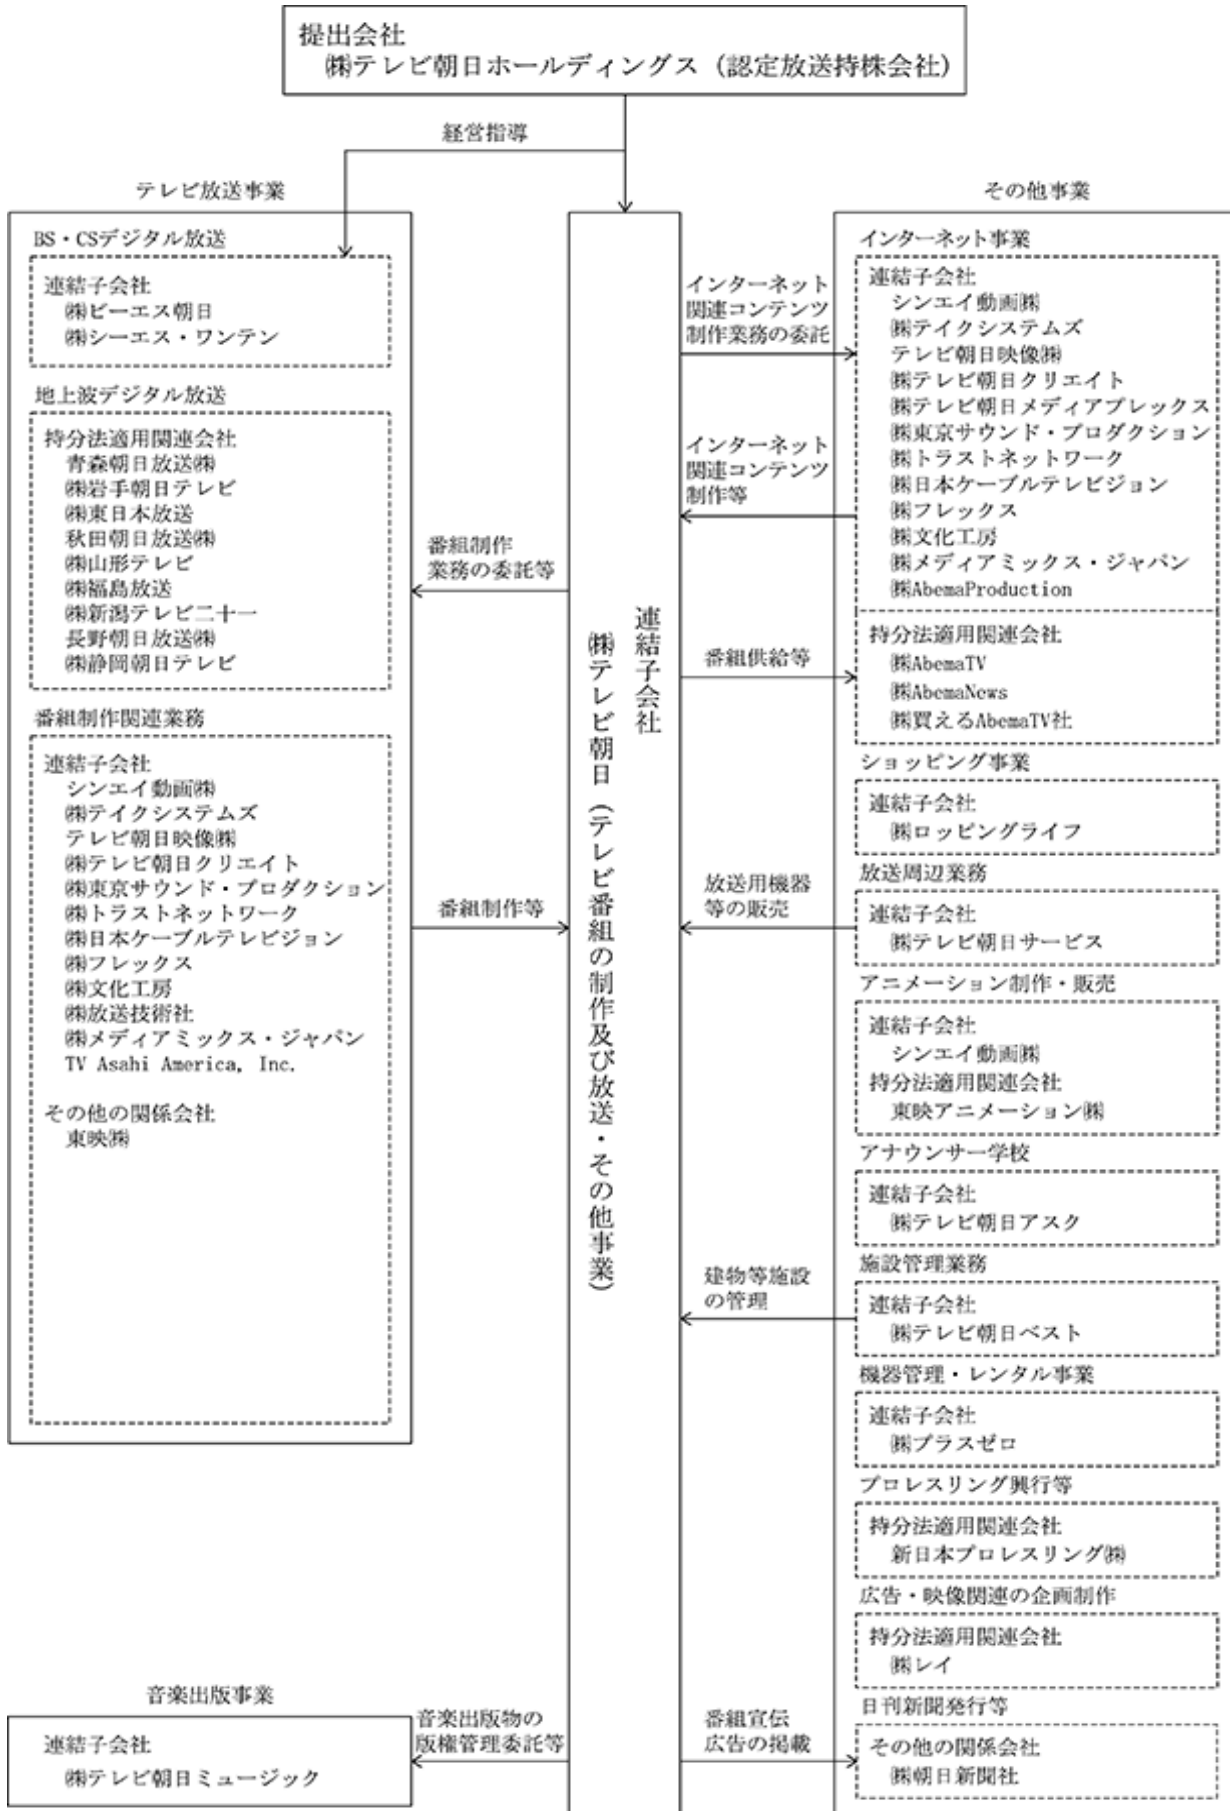 提出会社
㈱テレビ朝日ホールディングス（認定放送持株会社）
経営指導
テレビ放送事業
BS・CSデジタル放送
連結子会社
㈱ビーエス朝日
㈱シーエス・ワンテン
地上波デジタル放送
持分法適用関連会社
青森朝日放送㈱
㈱岩手朝日テレビ
㈱東日本放送
秋田朝日放送㈱
㈱山形テレビ
㈱福島放送
㈱新潟テレビ二十一
長野朝日放送㈱
㈱静岡朝日テレビ
番組制作関連業務
連結子会社
シンエイ動画㈱
㈱テイクシステムズ
テレビ朝日映像㈱
㈱テレビ朝日クリエイト
㈱東京サウンド・プロダクション
㈱トラストネットワーク
㈱日本ケーブルテレビジョン
㈱フレックス
㈱文化工房
㈱放送技術社
㈱メディアミックス・ジャパン
TV Asahi America, Inc.
その他の関係会社
東映㈱
音楽出版事業
連結子会社
㈱テレビ朝日ミュージック
番組制作
業務の委託等
番組制作等
音楽出版物の
版権管理委託等
連結子会社
㈱テレビ朝日（テレビ番組の制作及び放送・その他事業）
インターネット
関連コンテンツ
制作業務の委託
インターネット
関連コンテンツ
制作等
番組供給等
放送用機器
等の販売
建物等施設
の管理
番組宣伝
広告の掲載
その他事業
インターネット事業
連結子会社
シンエイ動画㈱
㈱テイクシステムズ
テレビ朝日映像㈱
㈱テレビ朝日クリエイト
㈱テレビ朝日メディアプレックス
㈱東京サウンド・プロダクション
㈱トラストネットワーク
㈱日本ケーブルテレビジョン
㈱フレックス
㈱文化工房
㈱メディアミックス・ジャパン
㈱AbemaProduction
持分法適用関連会社
㈱AbemaTV
㈱AbemaNews
㈱買えるAbemaTV社
ショッピング事業
連結子会社
㈱ロッピングライフ
放送周辺業務
連結子会社
㈱テレビ朝日サービス
アニメーション制作・販売
連結子会社
シンエイ動画㈱
持分法適用関連会社
東映アニメーション㈱
アナウンサー学校
連結子会社
㈱テレビ朝日アスク
施設管理業務
連結子会社
㈱テレビ朝日ベスト
機器管理・レンタル事業
連結子会社
㈱プラスゼロ
プロレスリング興行等
持分法適用関連会社
新日本プロレスリング㈱
広告・映像関連の企画制作
持分法適用関連会社
㈱レイ
日刊新聞発行等
その他の関係会社
㈱朝日新聞社